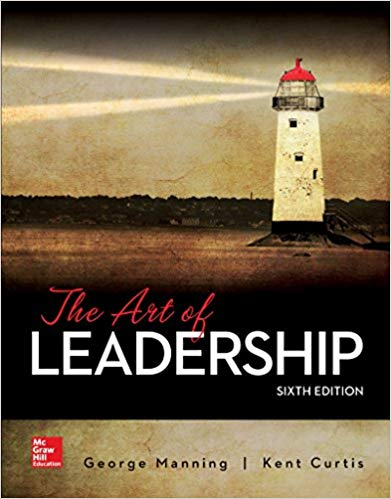 The Art of
LEADERSHIP
SIXTH EDITION
Mc
Graw
Hill
Education
George Manning | Kent Curtis